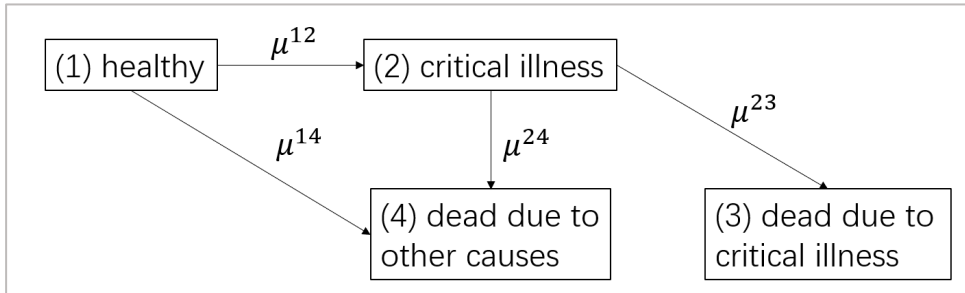 μ¹²
(1) healthy
(2) critical illness
μ²³
μ¹⁴
μ²⁴
(4) dead due to
other causes
(3) dead due to
critical illness